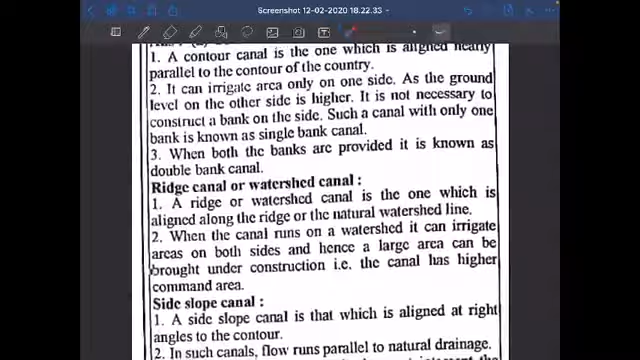 Screenshot 12-02-2020 18.22.33
1. A contour canal is the one which is aligned nearly
parallel to the contour of the country.
2. It can irrigate area only on one side. As the ground
level on the other side is higher. It is not necessary to
construct a bank on the side. Such a canal with only one
bank is known as single bank canal.
3. When both the banks are provided it is known as
double bank canal.
Ridge canal or watershed canal :
1. A ridge or watershed canal is the one which is
aligned along the ridge or the natural watershed line.
2. When the canal runs on a watershed it can irrigate
areas on both sides and hence a large area can be
brought under construction i.e. the canal has higher
command area.
Side slope canal :
1. A side slope canal is that which is aligned at right
angles to the contour.
2. In such canals, flow runs parallel to natural drainage.